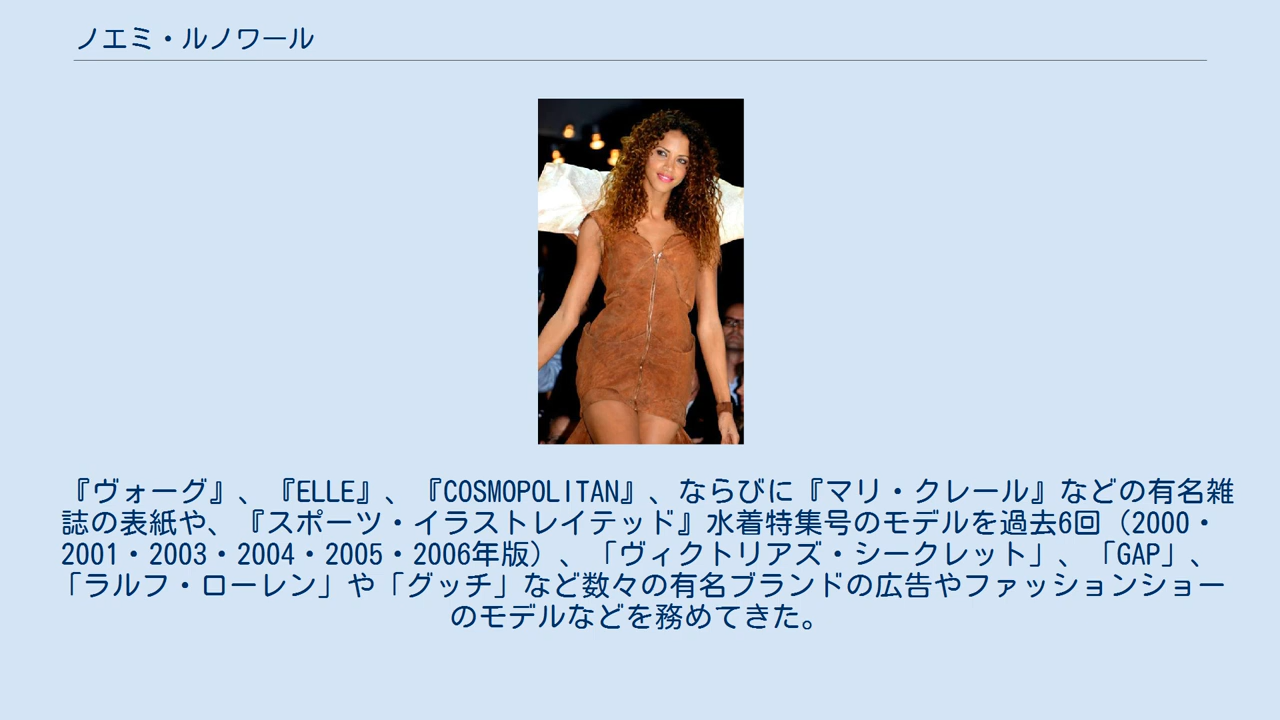 ノエミ・ルノワール
『ヴォーグ』、『ELLE』、『COSMOPOLITAN』、ならびに『マリ・クレール』などの有名雑
誌の表紙や、『スポーツ・イラストレイテッド』水着特集号のモデルを過去6回（2000・
2001・2003・2004・2005・2006年版）、「ヴィクトリアズ・シークレット」、「GAP」、
「ラルフ・ローレン」や「グッチ」など数々の有名ブランドの広告やファッションショー
のモデルなどを務めてきた。